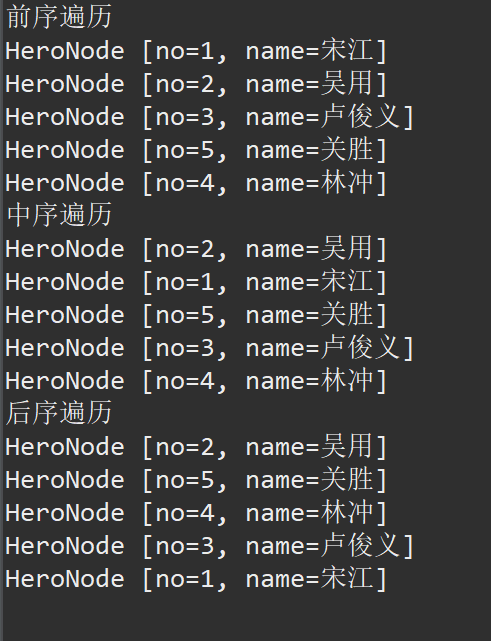 前序遍历
HeroNode [no=1, name=宋江]
HeroNode [no=2, name=吴用]
HeroNode [no=3, name=卢俊义]
HeroNode [no=5, name=关胜]
HeroNode [no=4, name=林冲]
中序遍历
HeroNode [no=2, name=吴用]
HeroNode [no=1, name=宋江]
HeroNode [no=5, name=关胜]
HeroNode [no=3, name=卢俊义]
HeroNode [no=4, name=林冲]
后序遍历
HeroNode [no=2, name=吴用]
HeroNode [no=5, name=关胜]
HeroNode [no=4, name=林冲]
HeroNode [no=3, name=卢俊义]
HeroNode [no=1, name=宋江]